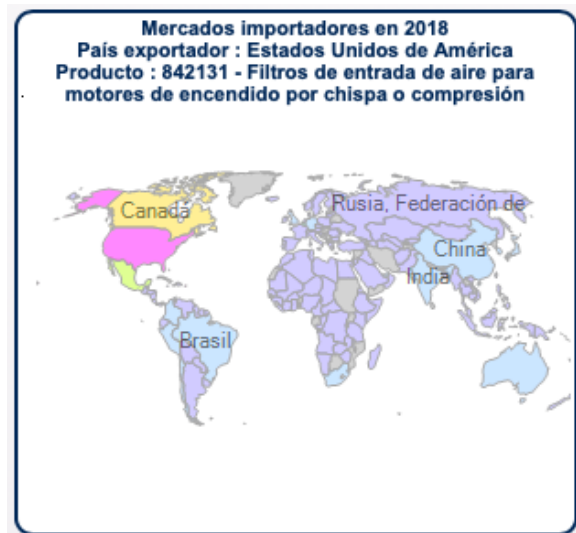 Mercados importadores en 2018
País exportador : Estados Unidos de América
Producto : 842131 - Filtros de entrada de aire para
motores de encendido por chispa o compresión
Canadá
Rusia, Federación de
China
India
Brasil